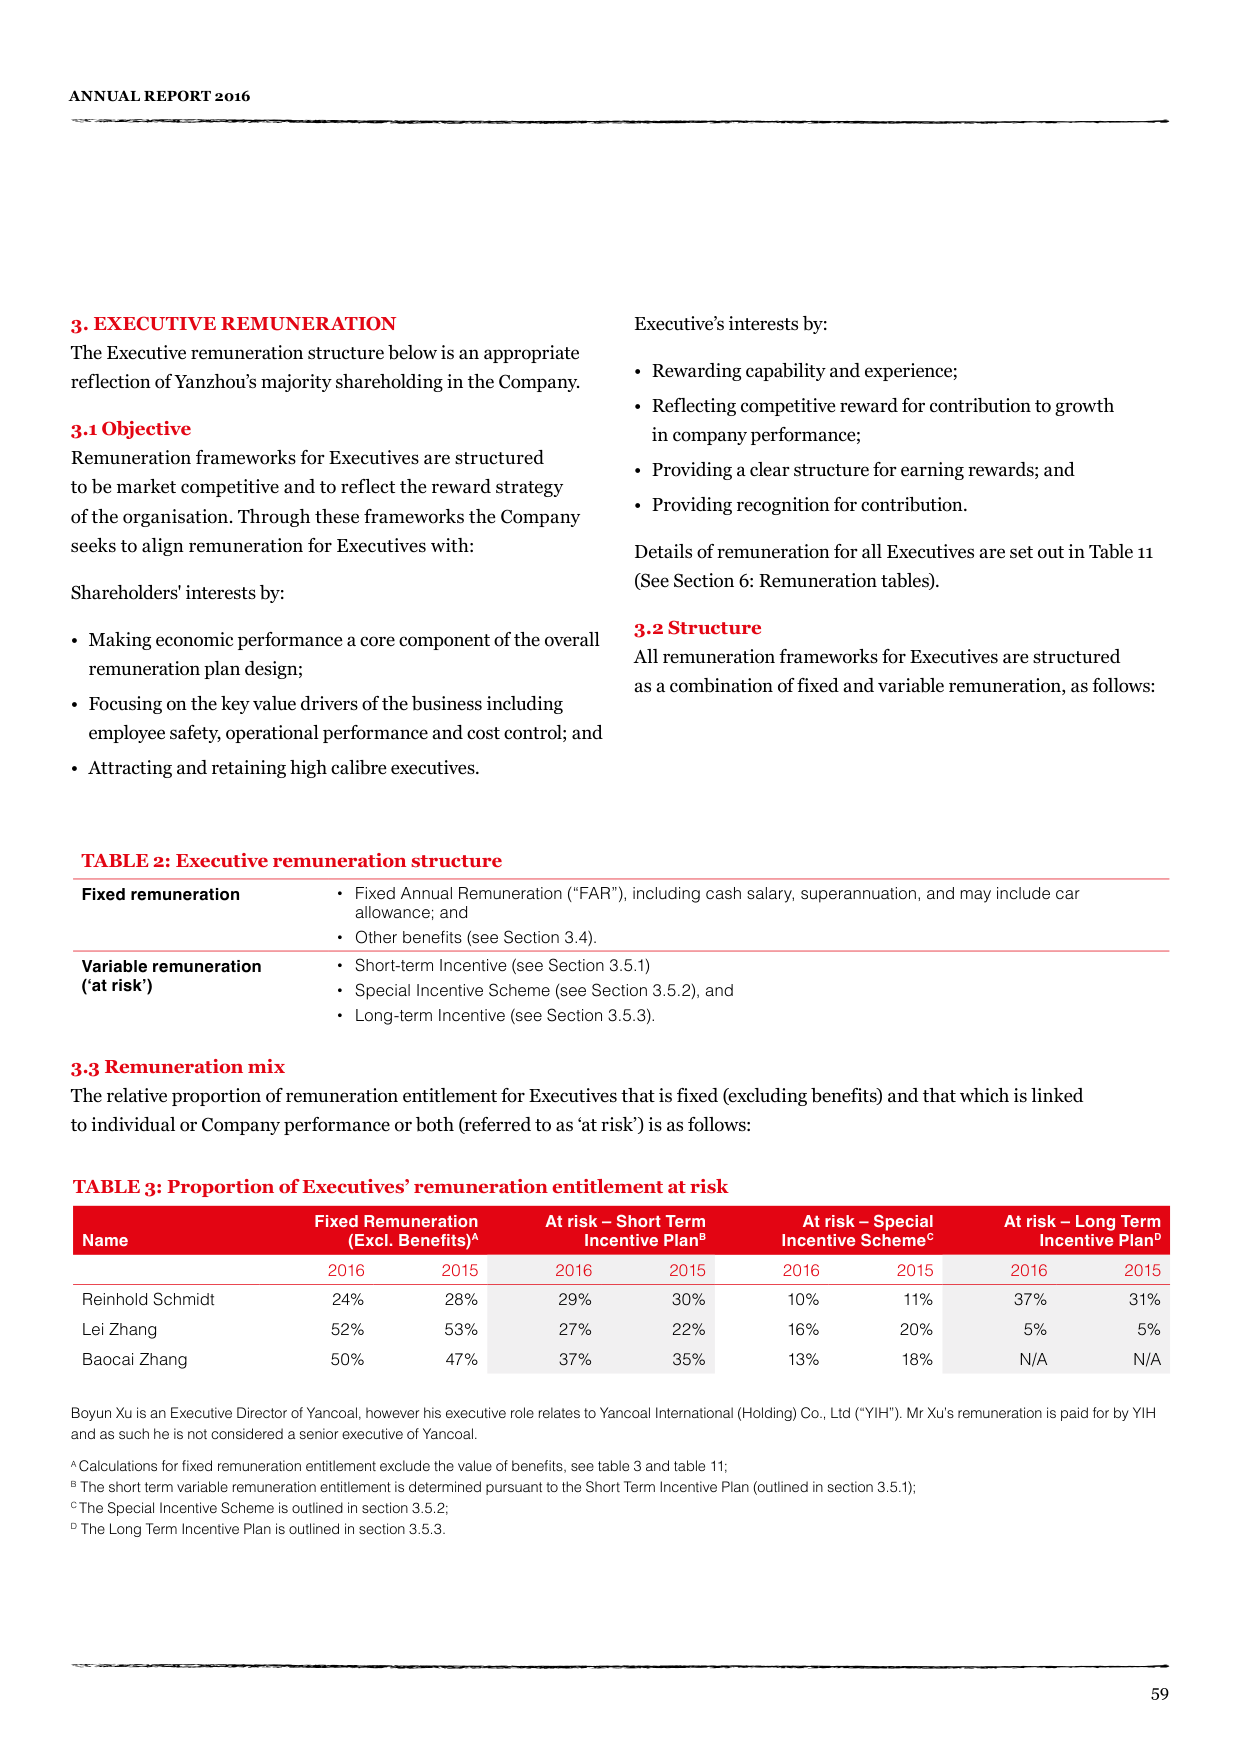 ANNUAL REPORT 2016
3. EXECUTIVE REMUNERATION
The Executive remuneration structure below is an appropriate
reflection of Yanzhou’s majority shareholding in the Company.
3.1 Objective
Remuneration frameworks for Executives are structured
to be market competitive and to reflect the reward strategy
of the organisation. Through these frameworks the Company
seeks to align remuneration for Executives with:
Shareholders' interests by:
• Making economic performance a core component of the overall
remuneration plan design;
• Focusing on the key value drivers of the business including
employee safety, operational performance and cost control; and
• Attracting and retaining high calibre executives.
Executive’s interests by:
• Rewarding capability and experience;
• Reflecting competitive reward for contribution to growth
in company performance;
• Providing a clear structure for earning rewards; and
• Providing recognition for contribution.
Details of remuneration for all Executives are set out in Table 11
(See Section 6: Remuneration tables).
3.2 Structure
All remuneration frameworks for Executives are structured
as a combination of fixed and variable remuneration, as follows:
TABLE 2: Executive remuneration structure
Fixed remuneration • Fixed Annual Remuneration (“FAR”), including cash salary, superannuation, and may include car
allowance; and
• Other benefits (see Section 3.4).
Variable remuneration • Short-term Incentive (see Section 3.5.1)
(‘at risk’) • Special Incentive Scheme (see Section 3.5.2), and
• Long-term Incentive (see Section 3.5.3).
3.3 Remuneration mix
The relative proportion of remuneration entitlement for Executives that is fixed (excluding benefits) and that which is linked
to individual or Company performance or both (referred to as ‘at risk’) is as follows:
TABLE 3: Proportion of Executives’ remuneration entitlement at risk
Fixed Remuneration At risk – Short Term At risk – Special At risk – Long Term
Name (Excl. Benefits)A Incentive PlanB Incentive SchemeC Incentive PlanD
2016 2015 2016 2015 2016 2015 2016 2015
Reinhold Schmidt 24% 28% 29% 30% 10% 11% 37% 31%
Lei Zhang 52% 53% 27% 22% 16% 20% 5% 5%
Baocai Zhang 50% 47% 37% 35% 13% 18% N/A N/A
Boyun Xu is an Executive Director of Yancoal, however his executive role relates to Yancoal International (Holding) Co., Ltd (“YIH”). Mr Xu’s remuneration is paid for by YIH
and as such he is not considered a senior executive of Yancoal.
A Calculations for fixed remuneration entitlement exclude the value of benefits, see table 3 and table 11;
B The short term variable remuneration entitlement is determined pursuant to the Short Term Incentive Plan (outlined in section 3.5.1);
C The Special Incentive Scheme is outlined in section 3.5.2;
D The Long Term Incentive Plan is outlined in section 3.5.3.
59